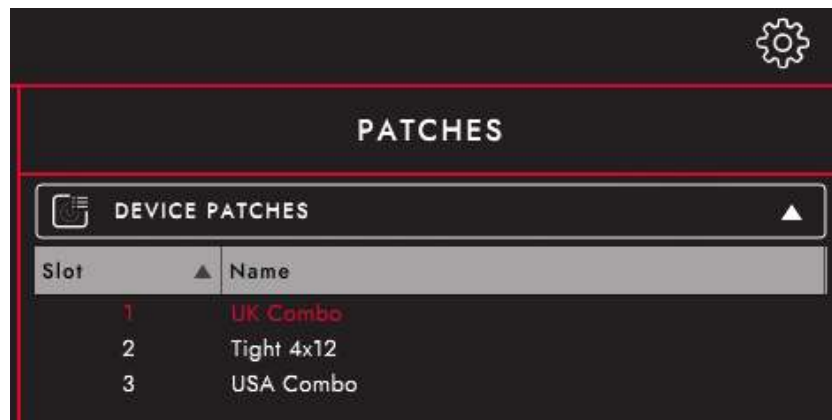 PATCHES
DEVICE PATCHES
Slot Name
1 UK Combo
2 Tight 4x12
3 USA Combo